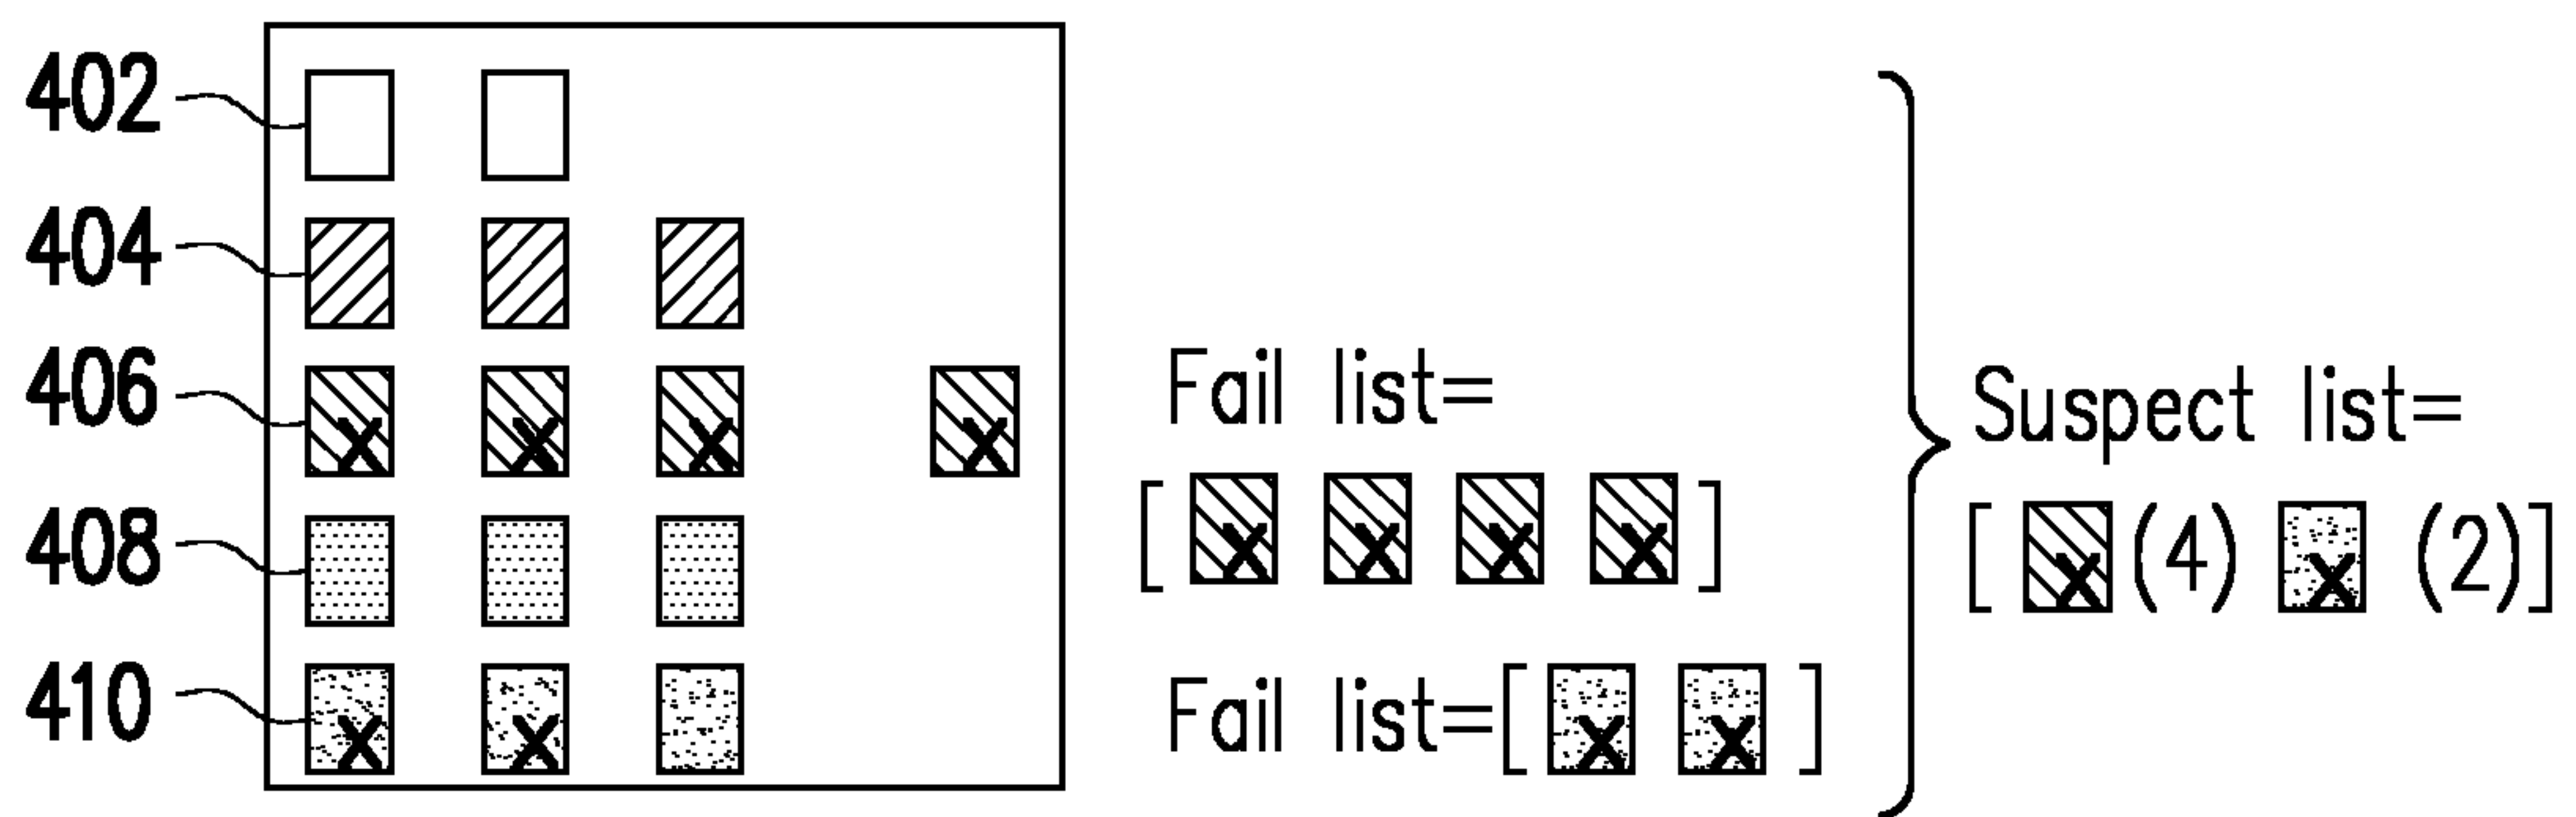 402
404
406
X X X X
408
410
X X
Fail list=
[ X X X X ]
Fail list=[ X X ]
Suspect list=
[ X (4) X (2)]